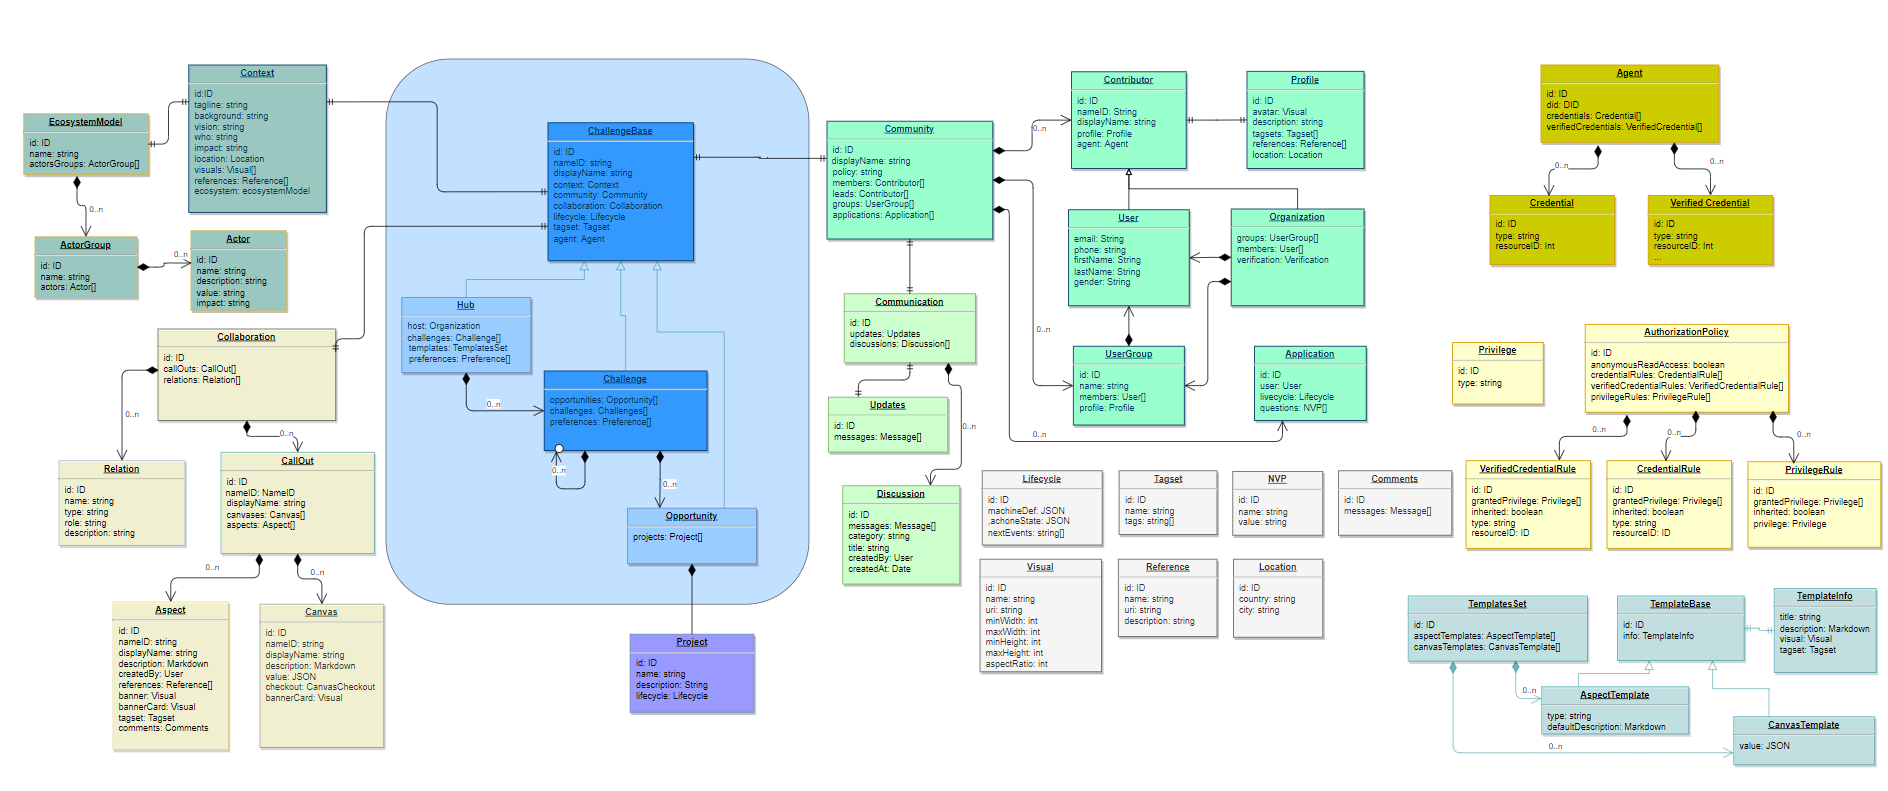 Context
id:ID
tagline: string
background: string
vision: string
who: string
impact: string
location: Location
visuals: Visual[]
references: Reference[]
ecosystem: ecosystemModel
EcosystemModel
id: ID
name: string
actorsGroups: ActorGroup[]
0..n
ActorGroup
id: ID
name: string
actors: Actor[]
0..n
Actor
id: ID
name: string
description: string
value: string
impact: string
Collaboration
id: ID
callOuts: CallOut[]
relations: Relation[]
0..n
0..n
Relation
id: ID
name: string
type: string
role: string
description: string
CallOut
id: ID
nameID: NameID
displayName: string
canvases: Canvas[]
aspects: Aspect[]
0..n
0..n
Aspect
id: ID
nameID: string
displayName: string
description: Markdown
createdBy: User
references: Reference[]
banner: Visual
bannerCard: Visual
tagset: Tagset
comments: Comments
Canvas
id: ID
nameID: string
displayName: string
description: Markdown
value: JSON
checkout: CanvasCheckout
bannerCard: Visual
ChallengeBase
id: ID
nameID: string
displayName: string
context: Context
community: Community
collaboration: Collaboration
lifecycle: Lifecycle
tagset: Tagset
agent: Agent
Hub
host: Organization
challenges: Challenge[]
templates: TemplatesSet
preferences: Preference[]
0..n
Challenge
opportunities: Opportunity[]
challenges: Challenges[]
preferences: Preference[]
0..n
0..n
Opportunity
projects: Project[]
Project
id: ID
name: string
description: String
lifecycle: Lifecycle
Community
id: ID
displayName: string
policy: string
members: Contributor[]
leads: Contributor[]
groups: UserGroup[]
applications: Application[]
0..n
0..n
0..n
Communication
id: ID
updates: Updates
discussions: Discussion[]
0..n
Updates
id: ID
messages: Message[]
Discussion
id: ID
messages: Message[]
category: string
title: string
createdBy: User
createdAt: Date
Contributor
id: ID
nameID: String
displayName: string
profile: Profile
agent: Agent
Profile
id: ID
avatar: Visual
description: string
tagsets: Tagset[]
references: Reference[]
location: Location
User
email: String
phone: string
firstName: String
lastName: String
gender: String
Organization
groups: UserGroup[]
members: User[]
verification: Verification
UserGroup
id: ID
name: string
members: User[]
profile: Profile
Application
id: ID
user: User
livecycle: Lifecycle
questions: NVP[]
Lifecycle
id: ID
machineDef: JSON
,achoneState: JSON
nextEvents: string[]
Tagset
id: ID
name: string
tags: string[]
NVP
id: ID
name: string
value: string
Comments
id: ID
messages: Message[]
Visual
id: ID
name: string
uri: string
minWidth: int
maxWidth: int
minHeight: int
maxHeight: int
aspectRatio: int
Reference
id: ID
name: string
uri: string
description: string
Location
id: ID
country: string
city: string
Agent
id: ID
did: DID
credentials: Credential[]
verifiedCredentials: VerifiedCredential[]
0..n
0..n
Credential
id: ID
type: string
resourceID: Int
Verified Credential
id: ID
type: string
resourceID: Int
...
Privilege
id: ID
type: string
AuthorizationPolicy
id: ID
anonymousReadAccess: boolean
credentialRules: CredentialRule[]
verifiedCredentialRules: VerifiedCredentialRule[]
privilegeRules: PrivilegeRule[]
0..n
0..n
0..n
VerifiedCredentialRule
id: ID
grantedPrivilege: Privilege[]
inherited: boolean
type: string
resourceID: ID
CredentialRule
id: ID
grantedPrivilege: Privilege[]
inherited: boolean
type: string
resourceID: ID
PrivilegeRule
id: ID
grantedPrivilege: Privilege[]
inherited: boolean
privilege: Privilege
TemplatesSet
id: ID
aspectTemplates: AspectTemplate[]
canvasTemplates: CanvasTemplate[]
0..n
0..n
TemplateBase
id: ID
info: TemplateInfo
TemplateInfo
title: string
description: Markdown
visual: Visual
tagset: Tagset
AspectTemplate
type: string
defaultDescription: Markdown
CanvasTemplate
value: JSON